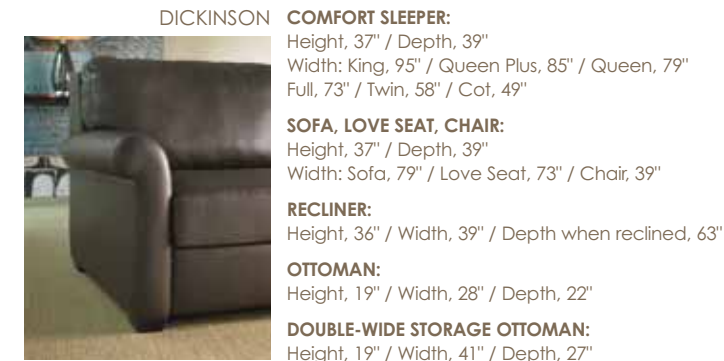 DICKINSON
COMFORT SLEEPER:
Height, 37" / Depth, 39"
Width: King, 95" / Queen Plus, 85" / Queen, 79"
Full, 73" / Twin, 58" / Cot, 49"
SOFA, LOVE SEAT, CHAIR:
Height, 37" / Depth, 39"
Width: Sofa, 79" / Love Seat, 73" / Chair, 39"
RECLINER:
Height, 36" / Width, 39" / Depth when reclined, 63"
OTTOMAN:
Height, 19" / Width, 28" / Depth, 22"
DOUBLE-WIDE STORAGE OTTOMAN:
Height, 19" / Width, 41" / Depth, 27"